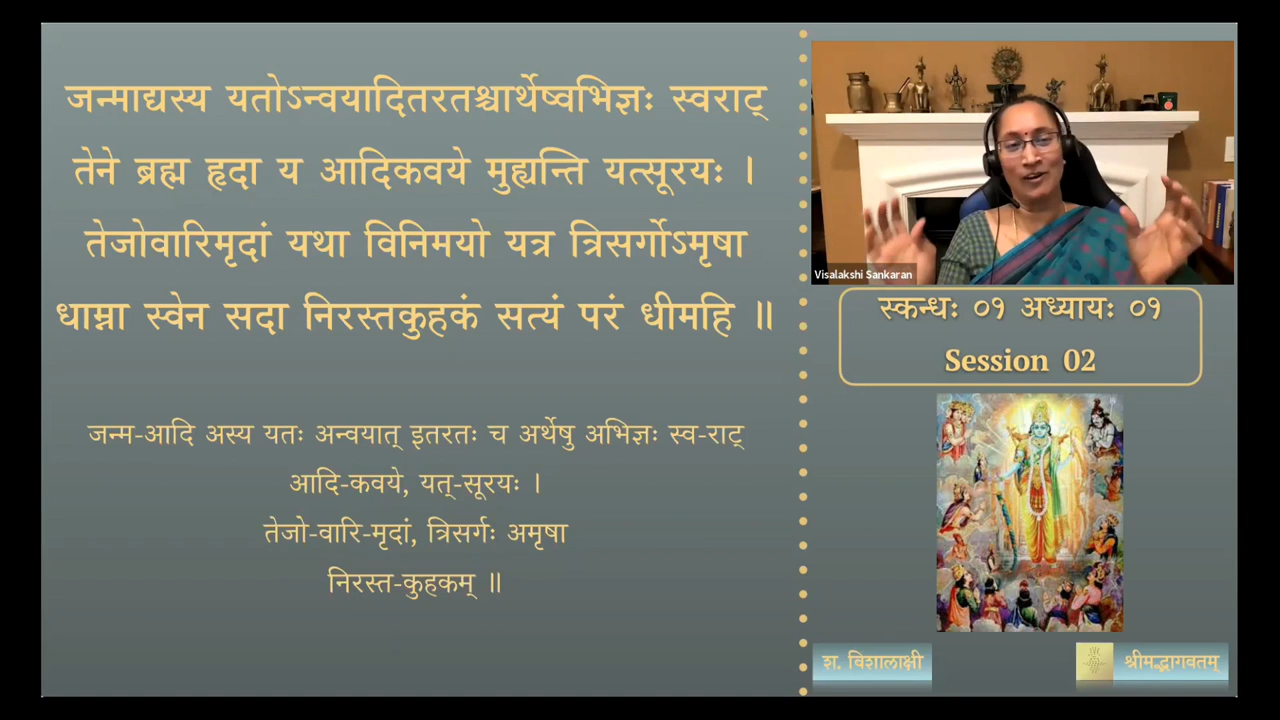 जन्माद्यस्य यतोऽन्वयादितरतश्चार्थेष्वभिज्ञः स्वराट्
तेने ब्रह्म हृदा य आदिकवये मुह्यन्ति यत्सूरयः ।
तेजोवारिमृदां यथा विनिमयो यत्र त्रिसर्गोऽमृषा
धाम्ना स्वेन सदा निरस्तकुहकं सत्यं परं धीमहि ॥
जन्म-आदि अस्य यतः अन्वयात् इतरतः च अर्थेषु अभिज्ञः स्व-राट्
आदि-कवये, यत्-सूरयः ।
तेजो-वारि-मृदां, त्रिसर्गः अमृषा
निरस्त-कुहकम् ॥
Visalakshi Sankaran
स्कन्धः ०१ अध्यायः ०१
Session 02
श. विशालाक्षी
श्रीमद्भागवतम्